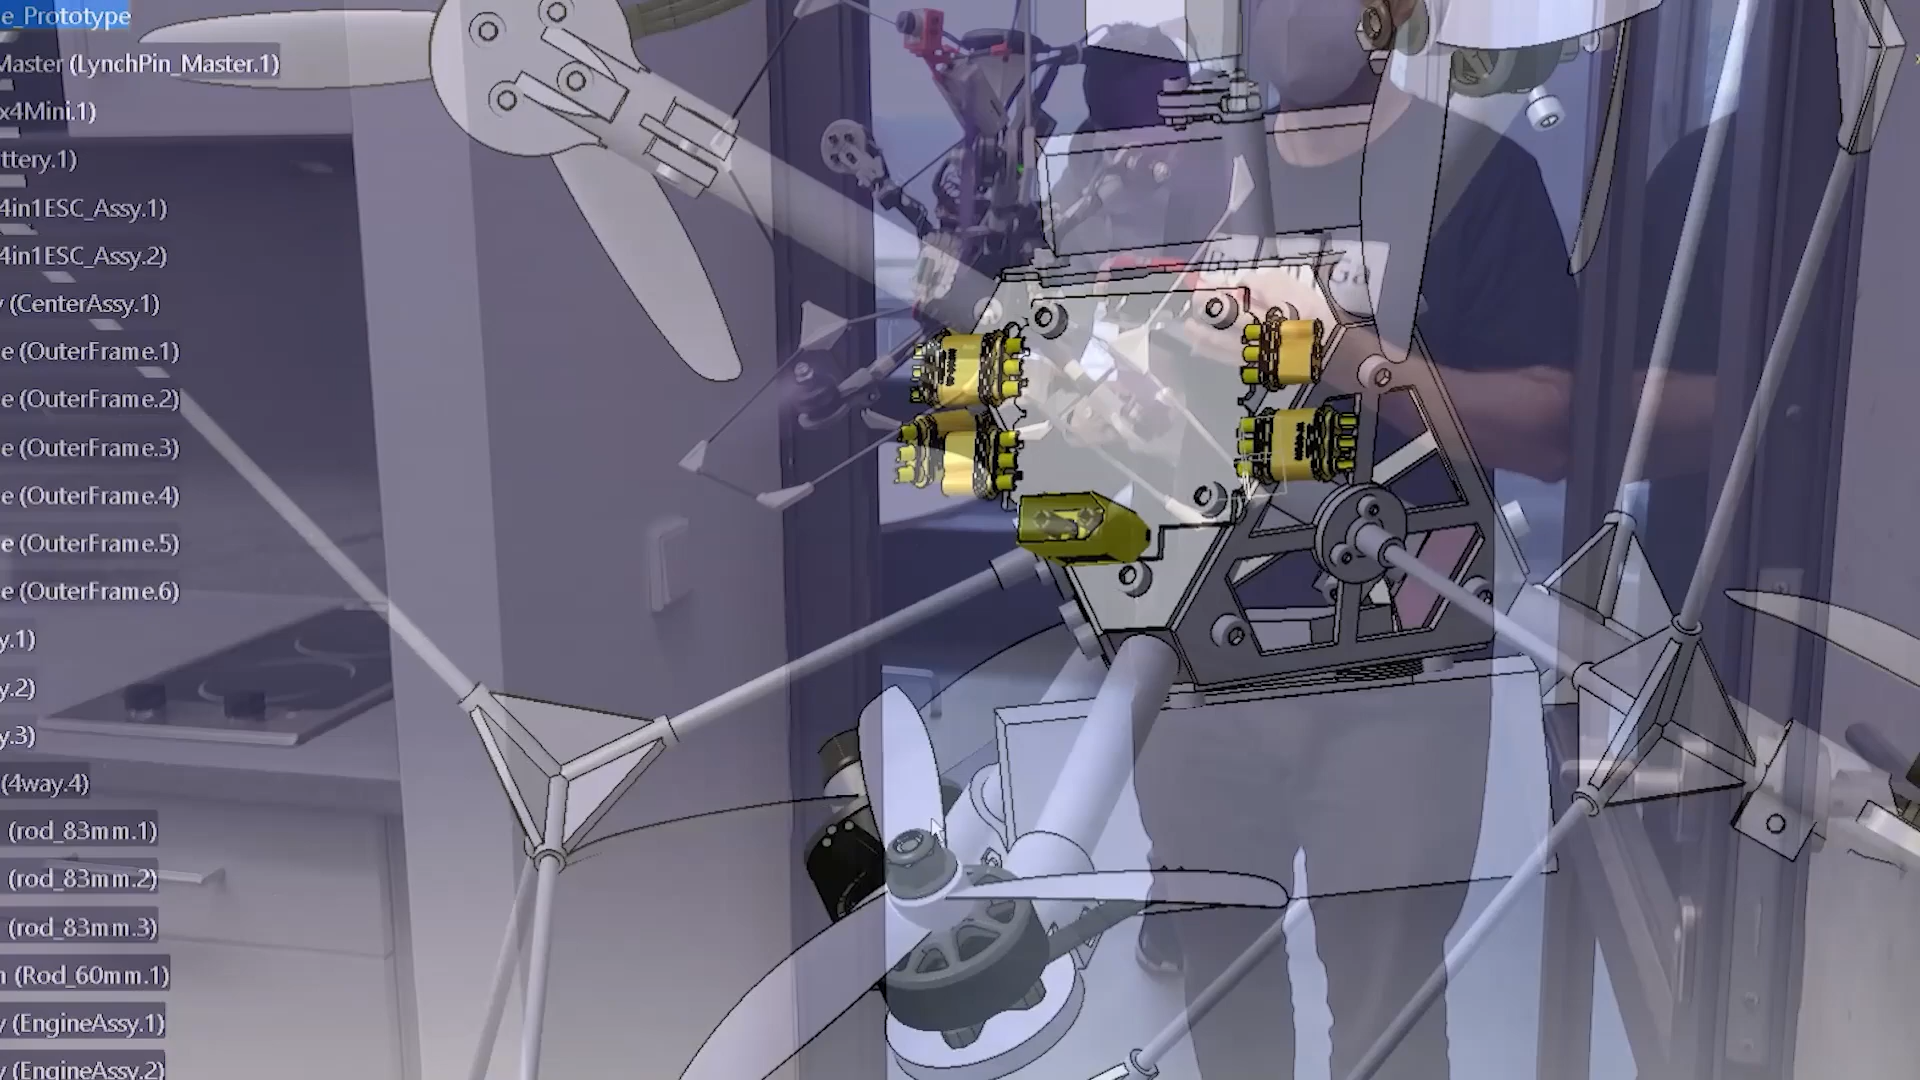 e_Prototype
Master (LynchPin_Master.1)
x4Mini.1)
ttery.1)
4in1ESC_Assy.1)
4in1ESC_Assy.2)
y (CenterAssy.1)
e (OuterFrame.1)
e (OuterFrame.2)
e (OuterFrame.3)
e (OuterFrame.4)
e (OuterFrame.5)
e (OuterFrame.6)
y.1)
y.2)
y.3)
(4way.4)
(rod_83mm.1)
(rod_83mm.2)
(rod_83mm.3)
n (Rod_60mm.1)
y (EngineAssy.1)
y (EngineAssy.2)